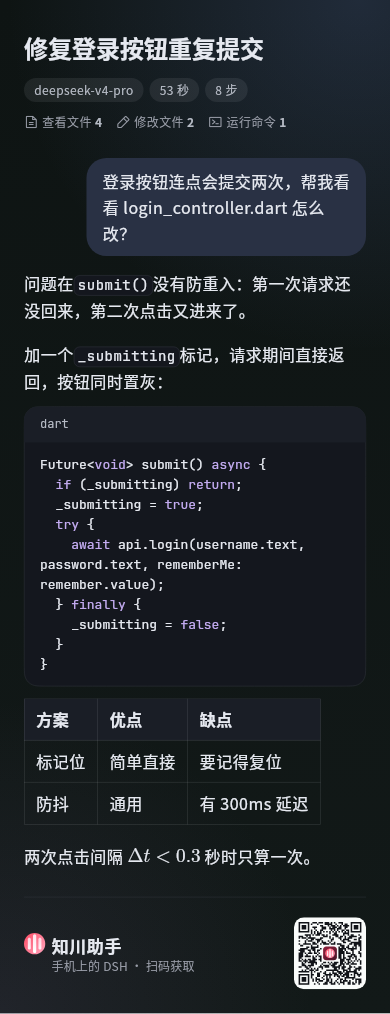 修复登录按钮重复提交
deepseek-v4-pro 53 秒 8 步
查看文件 4 修改文件 2 运行命令 1
登录按钮连点会提交两次，帮我看
看 login_controller.dart 怎么
改？
问题在 submit() 没有防重入：第一次请求还
没回来，第二次点击又进来了。
加一个 _submitting 标记，请求期间直接返
回，按钮同时置灰：
dart
Future<void> submit() async {
  if (_submitting) return;
  _submitting = true;
  try {
    await api.login(username.text,
password.text, rememberMe:
remember.value);
  } finally {
    _submitting = false;
  }
}
方案 优点 缺点
标记位 简单直接 要记得复位
防抖 通用 有 300ms 延迟
两次点击间隔 Δt < 0.3 秒时只算一次。
知川助手
手机上的 DSH · 扫码获取